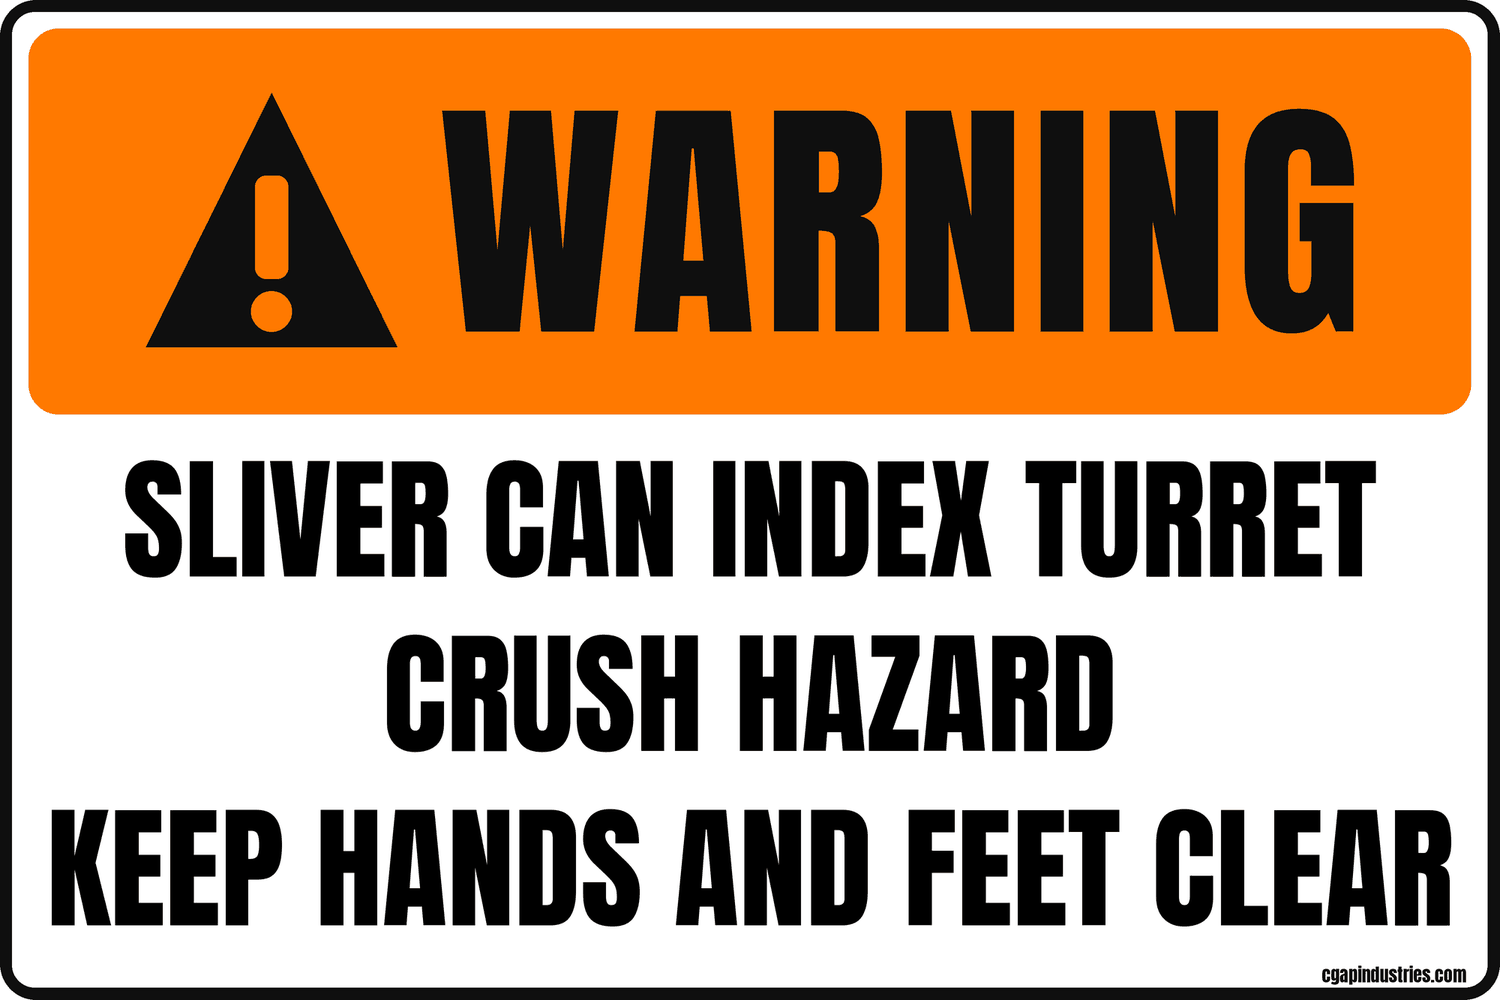 WARNING
SLIVER CAN INDEX TURRET
CRUSH HAZARD
KEEP HANDS AND FEET CLEAR
cgapindustries.com